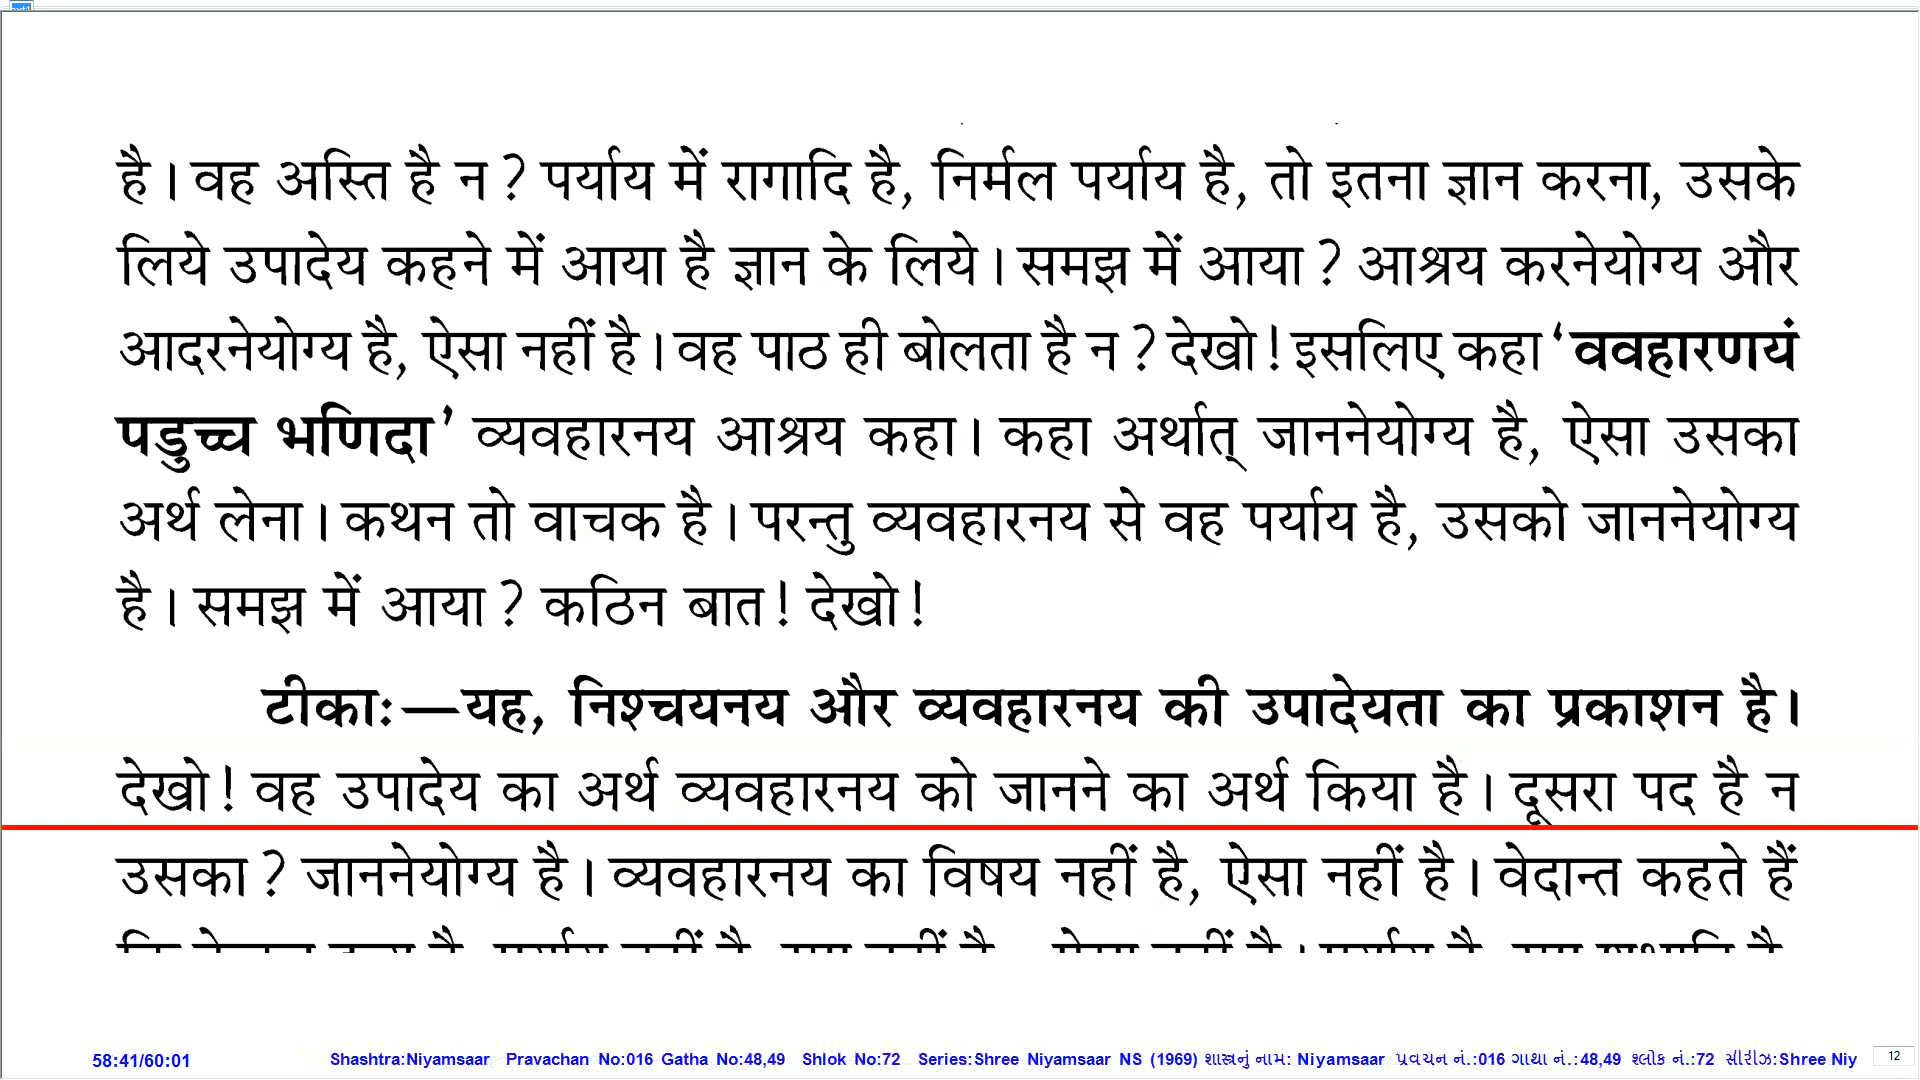 है। वह अस्ति है न? पर्याय में रागादि है, निर्मल पर्याय है, तो इतना ज्ञान करना, उसके
लिये उपादेय कहने में आया है ज्ञान के लिये। समझ में आया? आश्रय करनेयोग्य और
आदरनेयोग्य है, ऐसा नहीं है। वह पाठ ही बोलता है न? देखो! इसलिए कहा ‘ववहारणयं
पडुच्च भणिदा’ व्यवहारनय आश्रय कहा। कहा अर्थात् जाननेयोग्य है, ऐसा उसका
अर्थ लेना। कथन तो वाचक है। परन्तु व्यवहारनय से वह पर्याय है, उसको जाननेयोग्य
है। समझ में आया? कठिन बात! देखो!
टीका:—यह, निश्चयनय और व्यवहारनय की उपादेयता का प्रकाशन है।
देखो! वह उपादेय का अर्थ व्यवहारनय को जानने का अर्थ किया है। दूसरा पद है न
उसका? जाननेयोग्य है। व्यवहारनय का विषय नहीं है, ऐसा नहीं है। वेदान्त कहते हैं
58:41/60:01 Shashtra:Niyamsaar Pravachan No:016 Gatha No:48,49 Shlok No:72 Series:Shree Niyamsaar NS (1969) શાસ્ત્રનું નામ: Niyamsaar પ્રવચન નં.:016 ગાથા નં.:48,49 શ્લોક નં.:72 સીરીઝ:Shree Niy 12